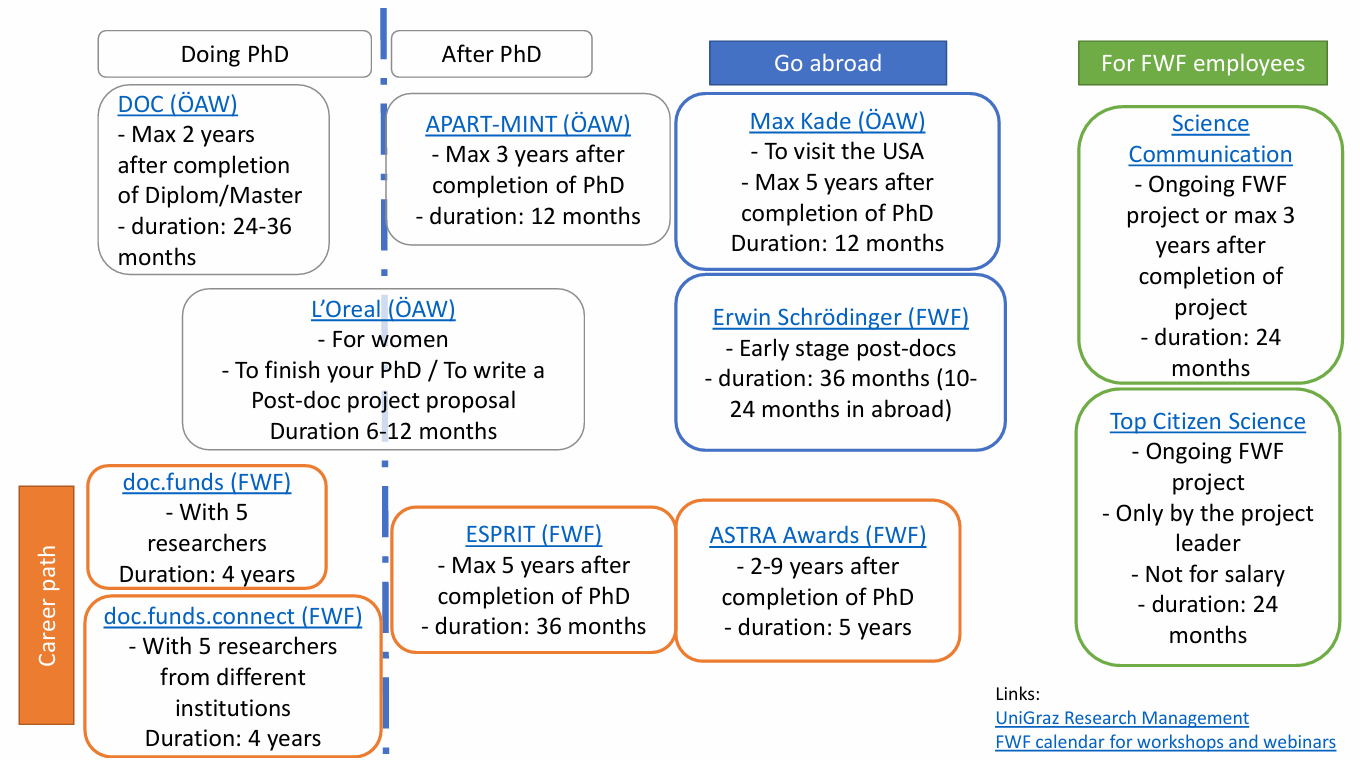 Doing PhD
After PhD
Go abroad
For FWF employees
DOC (ÖAW)
- Max 2 years
after completion
of Diplom/Master
- duration: 24-36
months
APART-MINT (ÖAW)
- Max 3 years after
completion of PhD
- duration: 12 months
Max Kade (ÖAW)
- To visit the USA
- Max 5 years after
completion of PhD
Duration: 12 months
Science
Communication
- Ongoing FWF
project or max 3
years after
completion of
project
- duration: 24
months
L’Oreal (ÖAW)
- For women
- To finish your PhD / To write a
Post-doc project proposal
Duration 6-12 months
Erwin Schrödinger (FWF)
- Early stage post-docs
- duration: 36 months (10-
24 months in abroad)
Top Citizen Science
- Ongoing FWF
project
- Only by the project
leader
- Not for salary
- duration: 24
months
Career path
doc.funds (FWF)
- With 5
researchers
Duration: 4 years
doc.funds.connect (FWF)
- With 5 researchers
from different
institutions
Duration: 4 years
ESPRIT (FWF)
- Max 5 years after
completion of PhD
- duration: 36 months
ASTRA Awards (FWF)
- 2-9 years after
completion of PhD
- duration: 5 years
Links:
UniGraz Research Management
FWF calendar for workshops and webinars